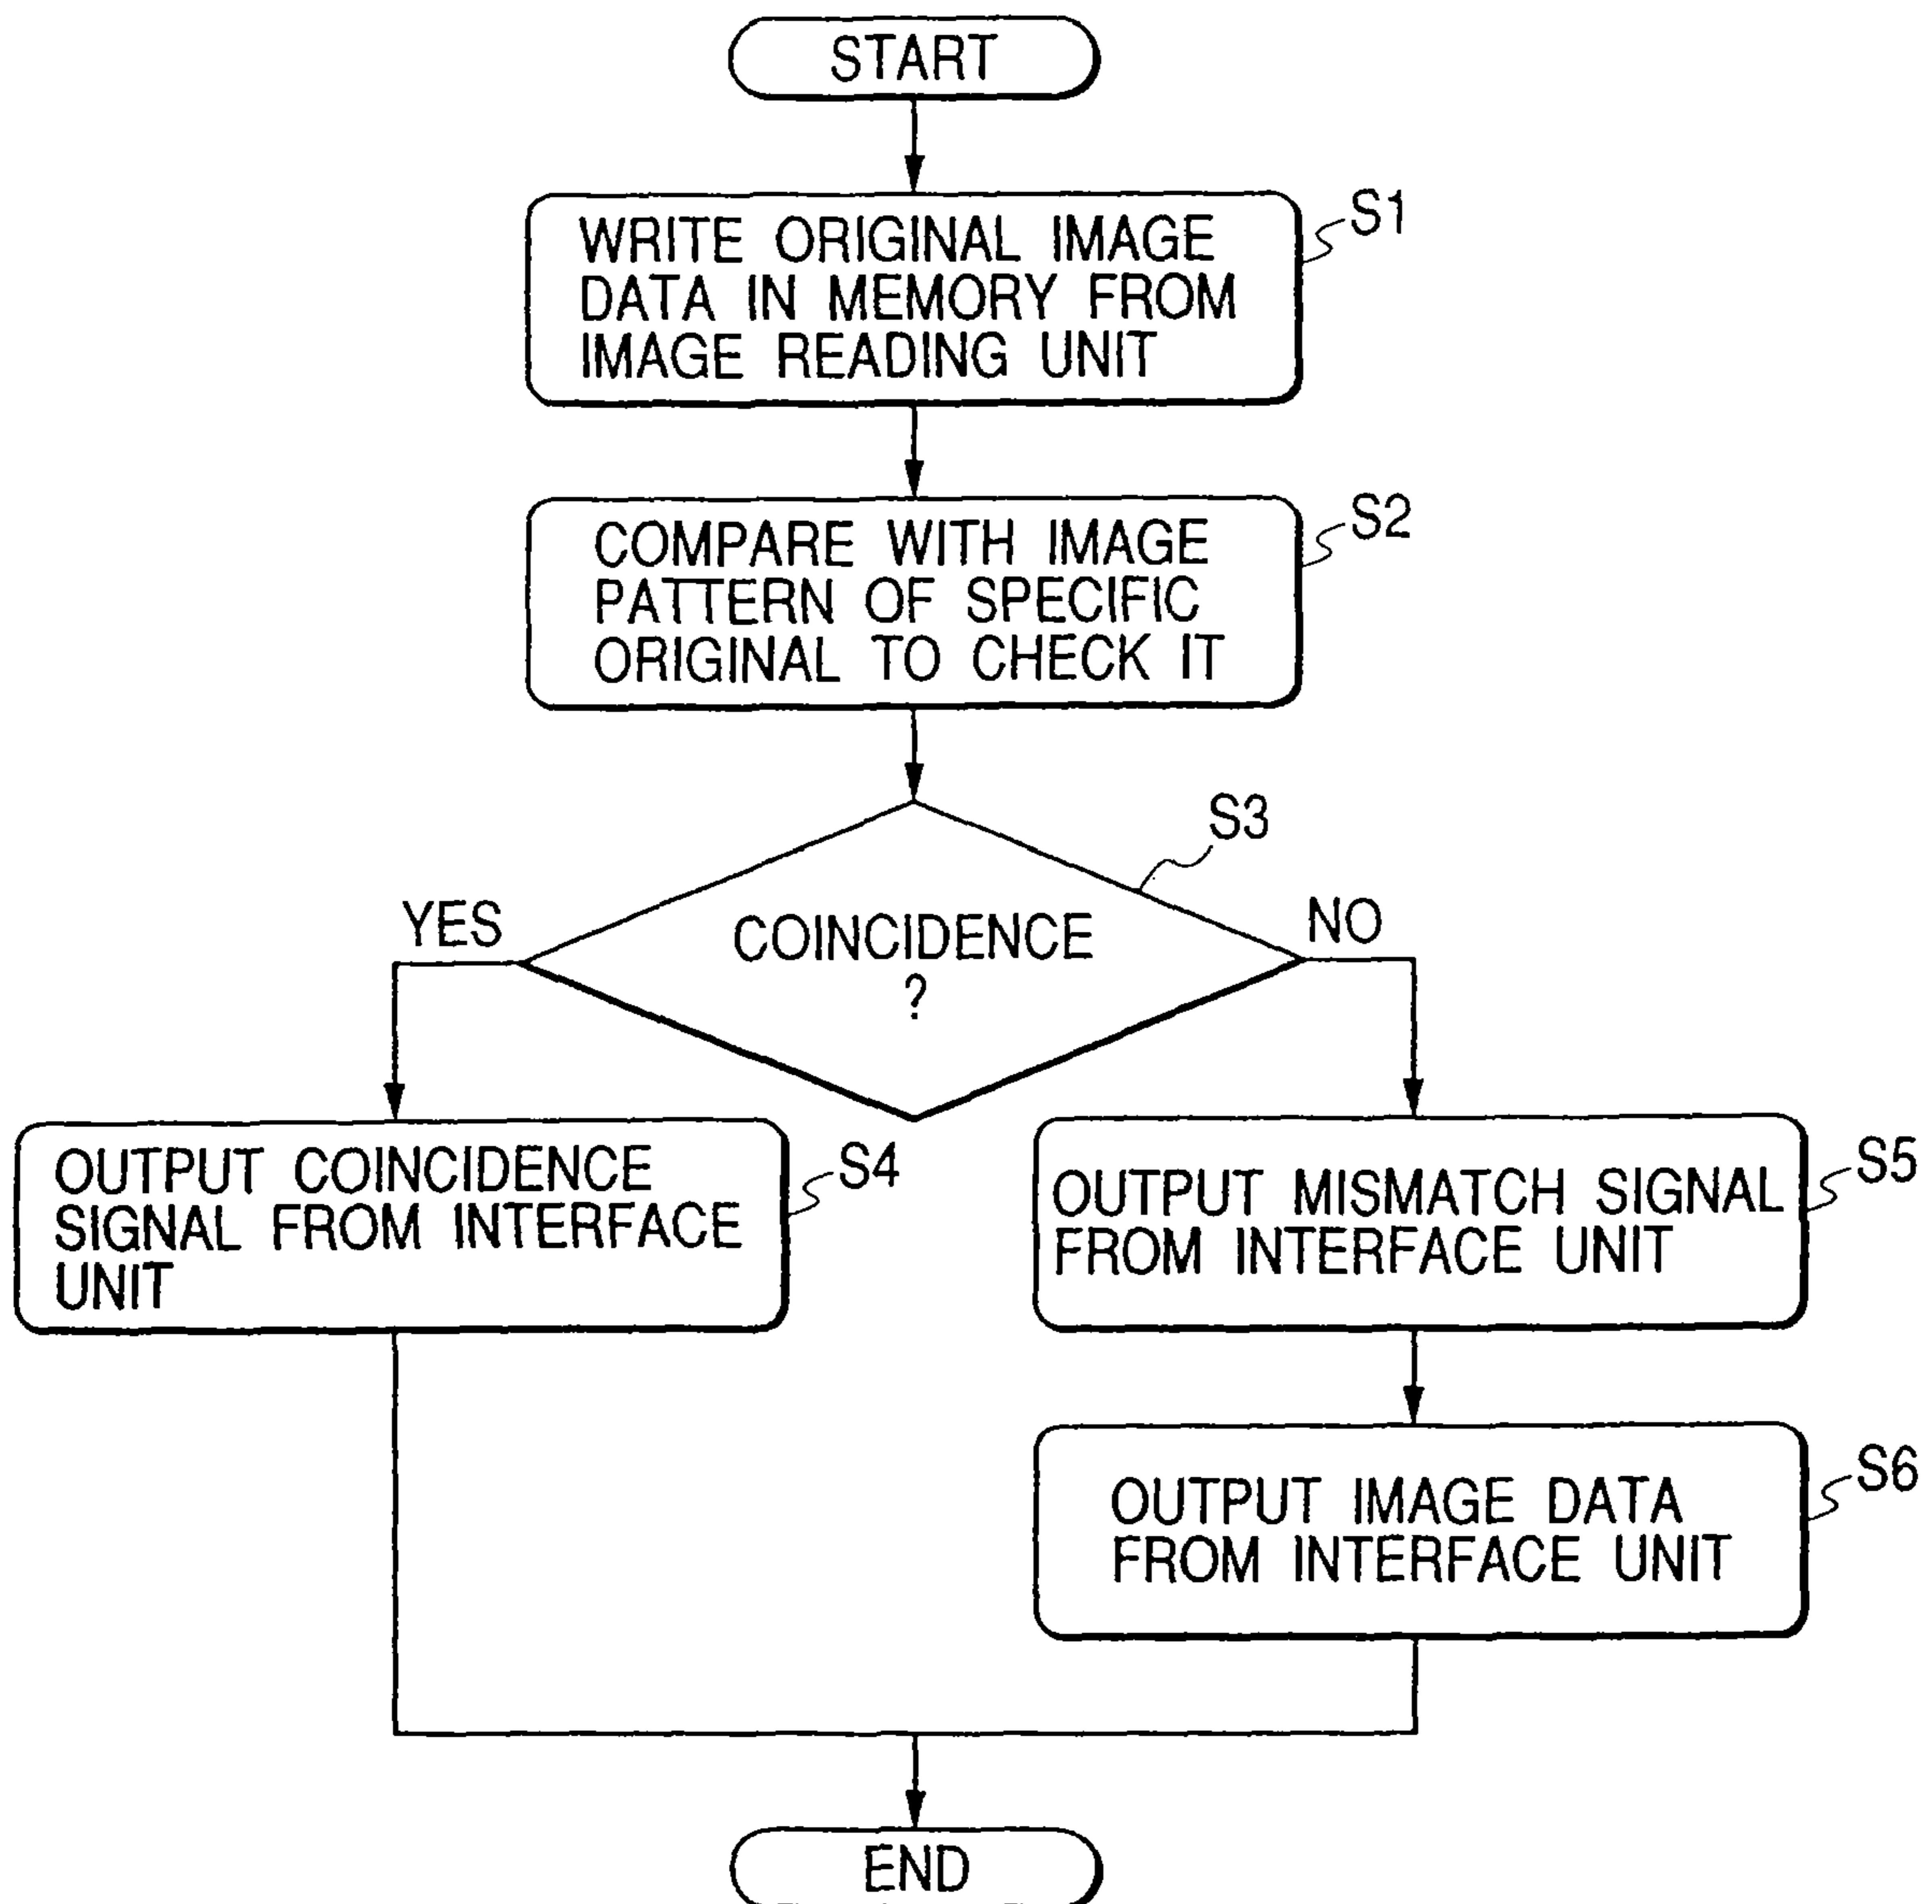 START
S1
WRITE ORIGINAL IMAGE
DATA IN MEMORY FROM
IMAGE READING UNIT
S2
COMPARE WITH IMAGE
PATTERN OF SPECIFIC
ORIGINAL TO CHECK IT
S3
YES
COINCIDENCE
?
NO
S4
OUTPUT COINCIDENCE
SIGNAL FROM INTERFACE
UNIT
S5
OUTPUT MISMATCH SIGNAL
FROM INTERFACE UNIT
S6
OUTPUT IMAGE DATA
FROM INTERFACE UNIT
END